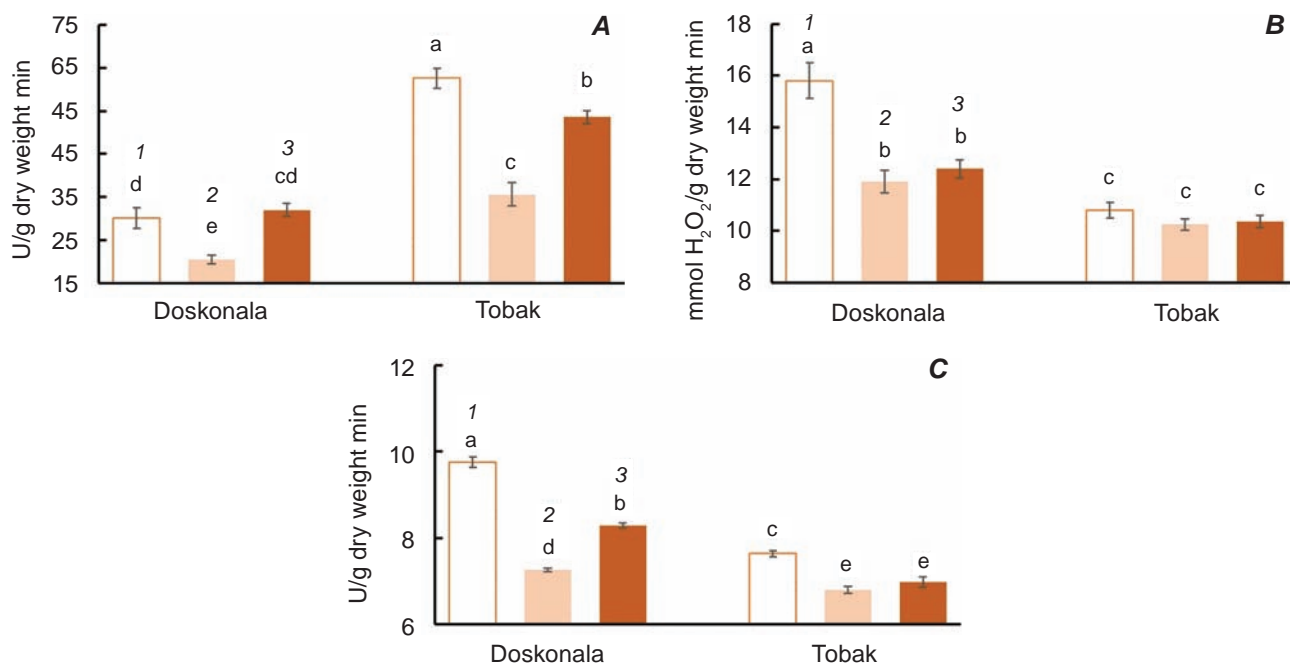 A
75
65
55
45
35
25
15
U/g dry weight min
1
d
2
e
3
cd
a
c
b
Doskonala
Tobak
B
18
16
14
12
10
8
mmol H₂O₂/g dry weight min
1
a
2
b
3
b
c
c
c
Doskonala
Tobak
C
12
10
8
6
U/g dry weight min
1
a
2
d
3
b
c
e
e
Doskonala
Tobak